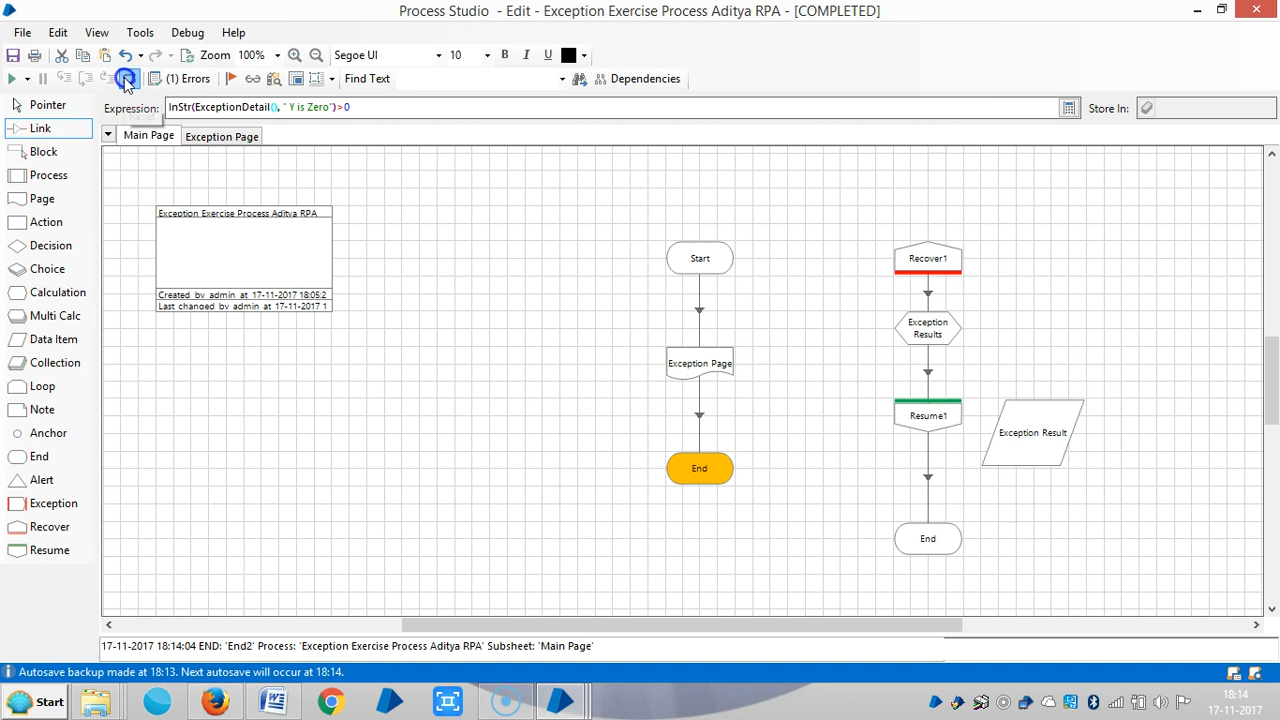 Process Studio - Edit - Exception Exercise Process Aditya RPA - [COMPLETED]
File Edit View Tools Debug Help
Zoom 100% Segoe UI 10 B I U
(1) Errors Find Text Dependencies
Pointer
Link
Block
Process
Page
Action
Decision
Choice
Calculation
Multi Calc
Data Item
Collection
Loop
Note
Anchor
End
Alert
Exception
Recover
Resume
Expression: InStr(ExceptionDetail(), " Y is Zero")>0 Store In:
Main Page Exception Page
Exception Exercise Process Aditya RPA
Created by admin at 17-11-2017 18:05:2
Last changed by admin at 17-11-2017 1
Start
Exception Page
End
Recover1
Exception
Results
Resume1
Exception Result
End
17-11-2017 18:14:04 END: 'End2' Process: 'Exception Exercise Process Aditya RPA' Subsheet: 'Main Page'
Autosave backup made at 18:13. Next autosave will occur at 18:14.
Start
18:14
17-11-2017